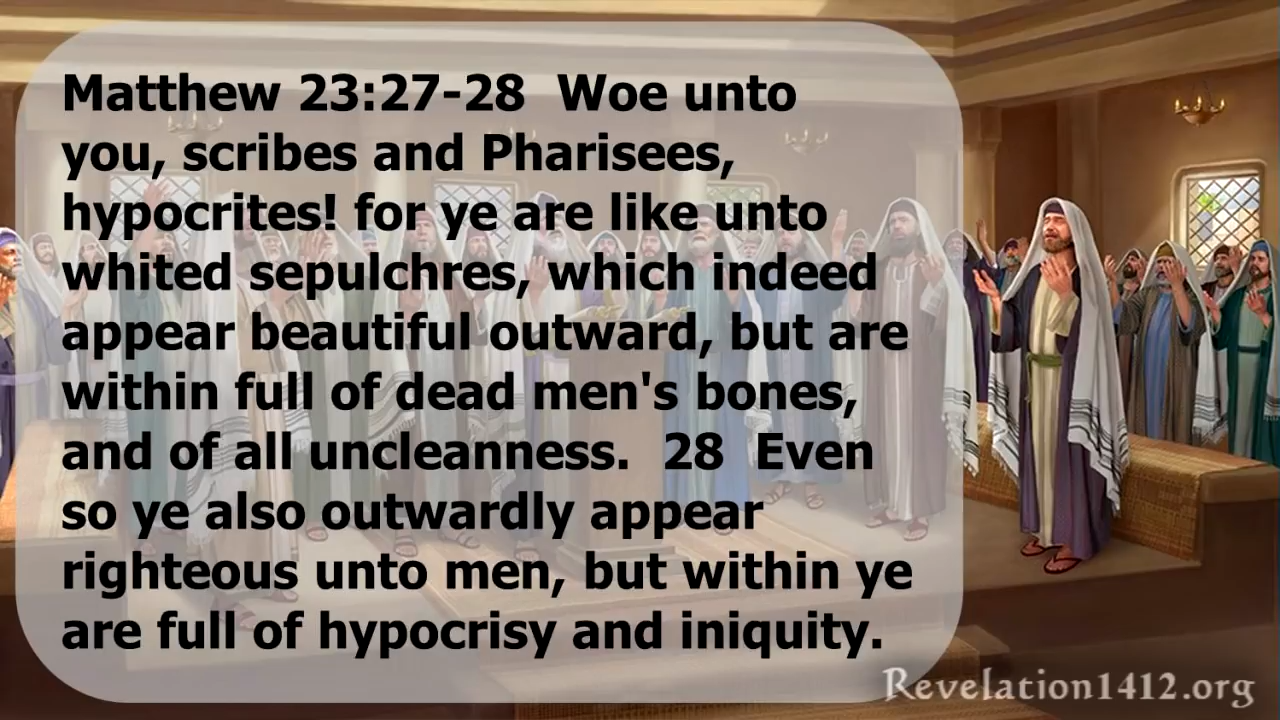 Matthew 23:27-28  Woe unto
you, scribes and Pharisees,
hypocrites! for ye are like unto
whited sepulchres, which indeed
appear beautiful outward, but are
within full of dead men's bones,
and of all uncleanness.  28  Even
so ye also outwardly appear
righteous unto men, but within ye
are full of hypocrisy and iniquity.
Revelation1412.org